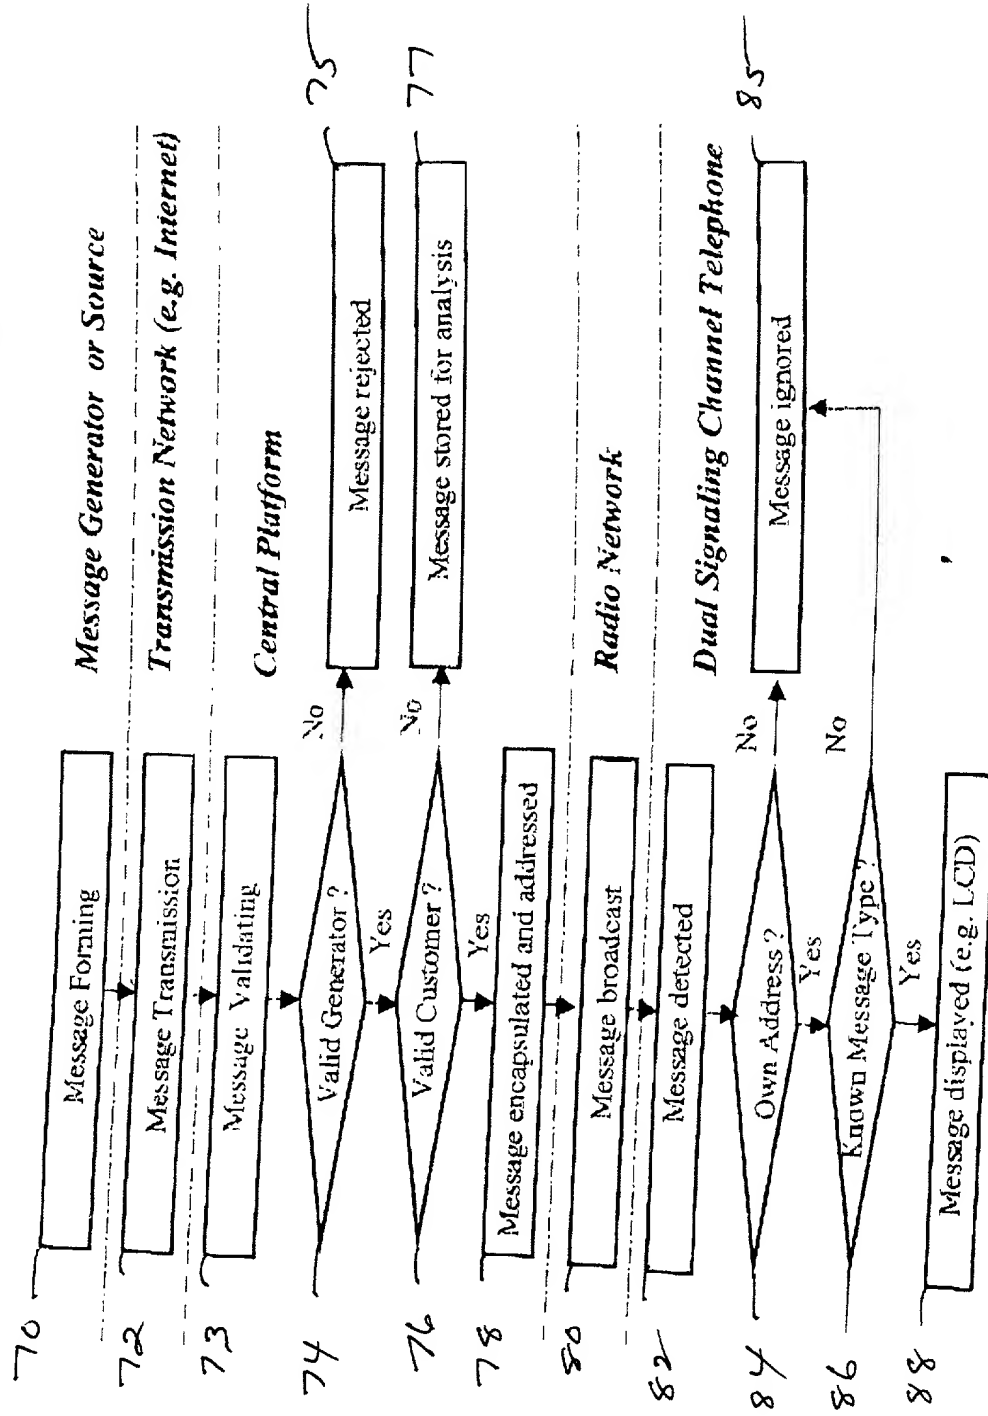 70
Message Forming
Message Generator or Source
72
Message Transmission
Transmission Network (e.g. Iniernet)
73
Message Validating
Central Platform
74
Valid Generator?
No
Message rejected
75
Yes
76
Valid Customer?
No
Message stored for analysis
77
Yes
78
Message encapsulated and addressed
80
Message broadcast
Radio Network
82
Message detected
Dual Signaling Channel Telephone
84
Own Address?
No
Message ignored
85
Yes
86
Known Message Type?
No
Yes
88
Message displayed (e.g. LCD)